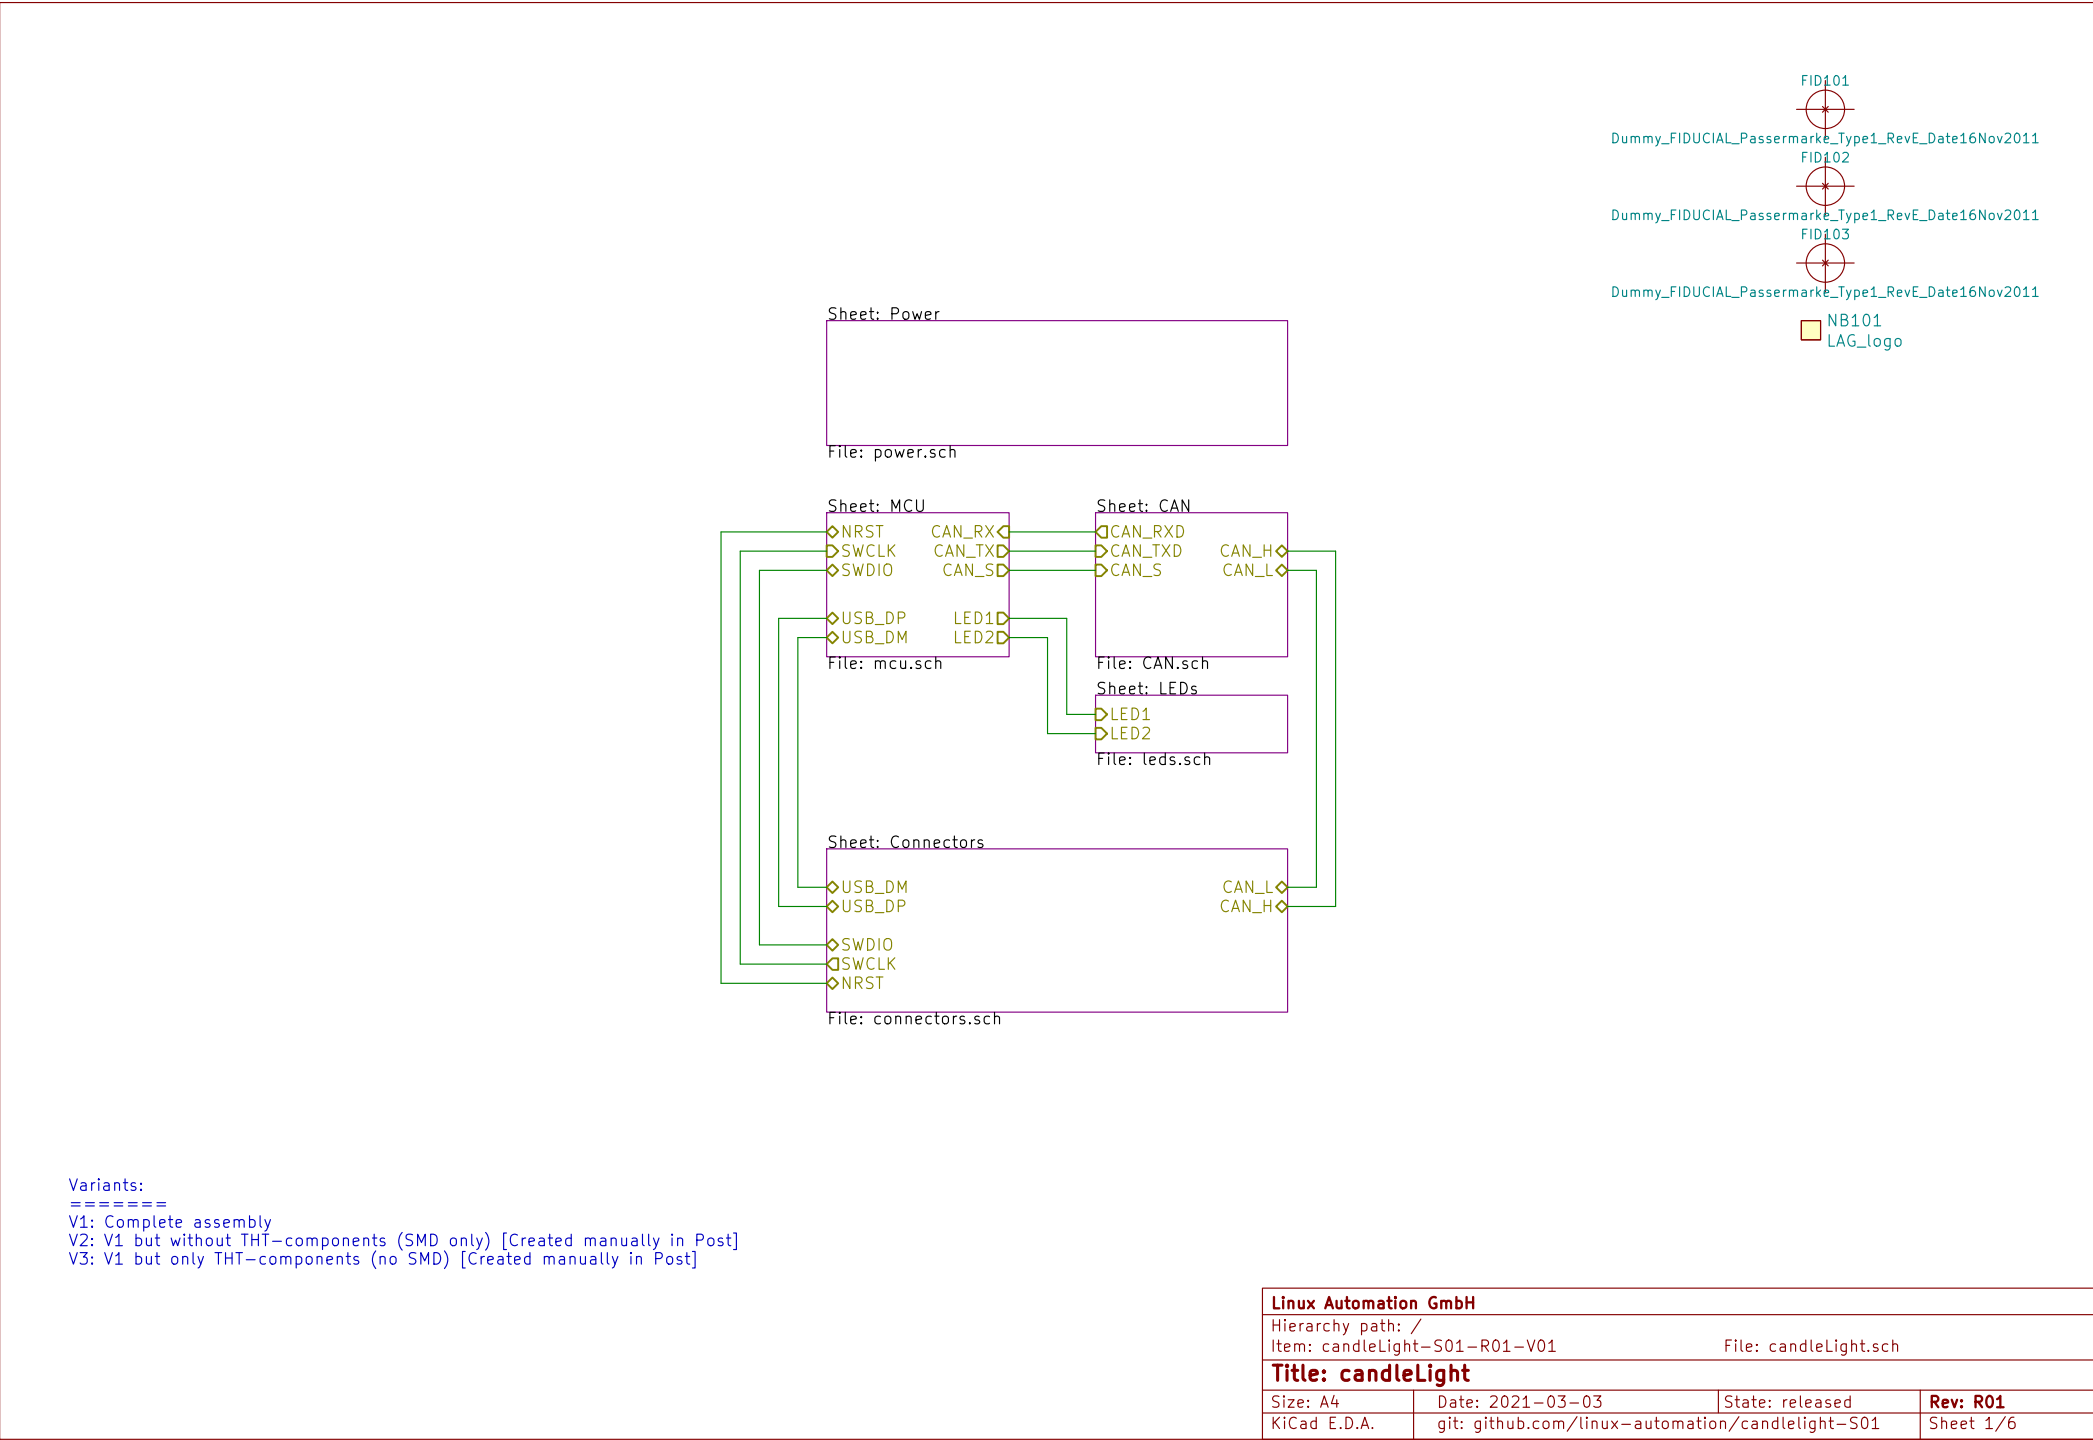 FID101
Dummy_FIDUCIAL_Passermarke_Type1_RevE_Date16Nov2011
FID102
Dummy_FIDUCIAL_Passermarke_Type1_RevE_Date16Nov2011
FID103
Dummy_FIDUCIAL_Passermarke_Type1_RevE_Date16Nov2011
NB101
LAG_logo
Sheet: Power
File: power.sch
Sheet: MCU
NRST CAN_RX
SWCLK CAN_TX
SWDIO CAN_S
USB_DP LED1
USB_DM LED2
File: mcu.sch
Sheet: CAN
CAN_RXD
CAN_TXD CAN_H
CAN_S CAN_L
File: CAN.sch
Sheet: LEDs
LED1
LED2
File: leds.sch
Sheet: Connectors
USB_DM CAN_L
USB_DP CAN_H
SWDIO
SWCLK
NRST
File: connectors.sch
Variants:
=======
V1: Complete assembly
V2: V1 but without THT-components (SMD only) [Created manually in Post]
V3: V1 but only THT-components (no SMD) [Created manually in Post]
Linux Automation GmbH
Hierarchy path: /
Item: candleLight-S01-R01-V01 File: candleLight.sch
Title: candleLight
Size: A4 Date: 2021-03-03 State: released Rev: R01
KiCad E.D.A. git: github.com/linux-automation/candlelight-S01 Sheet 1/6